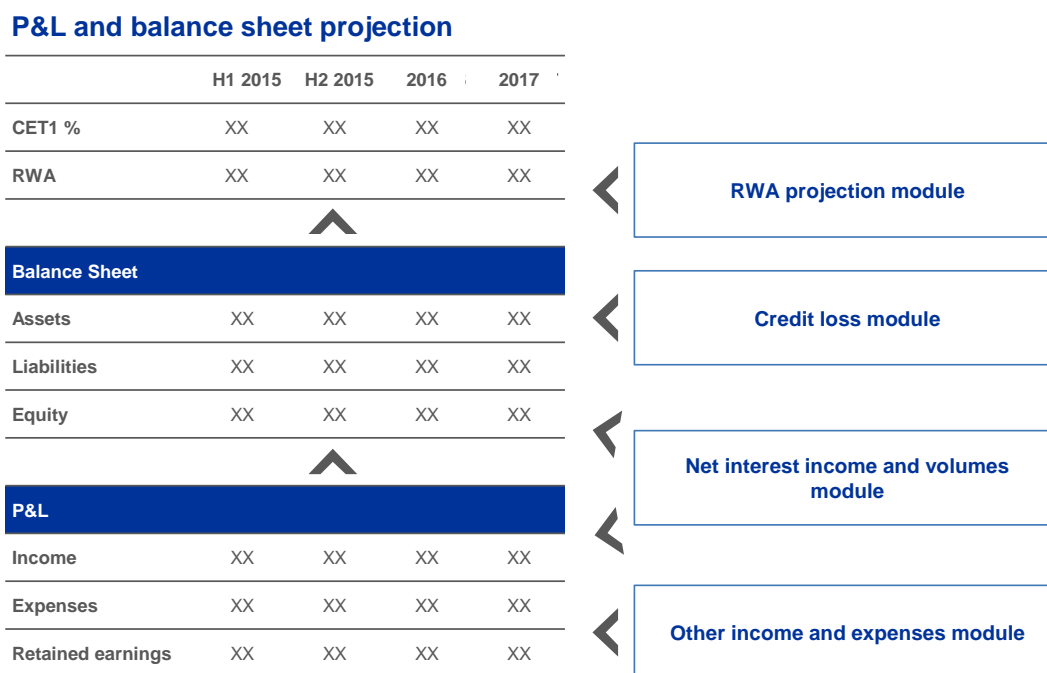 P&L and balance sheet projection
H1 2015 H2 2015 2016 2017
CET1 % XX XX XX XX
RWA XX XX XX XX
RWA projection module
Balance Sheet
Assets XX XX XX XX
Credit loss module
Liabilities XX XX XX XX
Equity XX XX XX XX
Net interest income and volumes
module
P&L
Income XX XX XX XX
Expenses XX XX XX XX
Other income and expenses module
Retained earnings XX XX XX XX